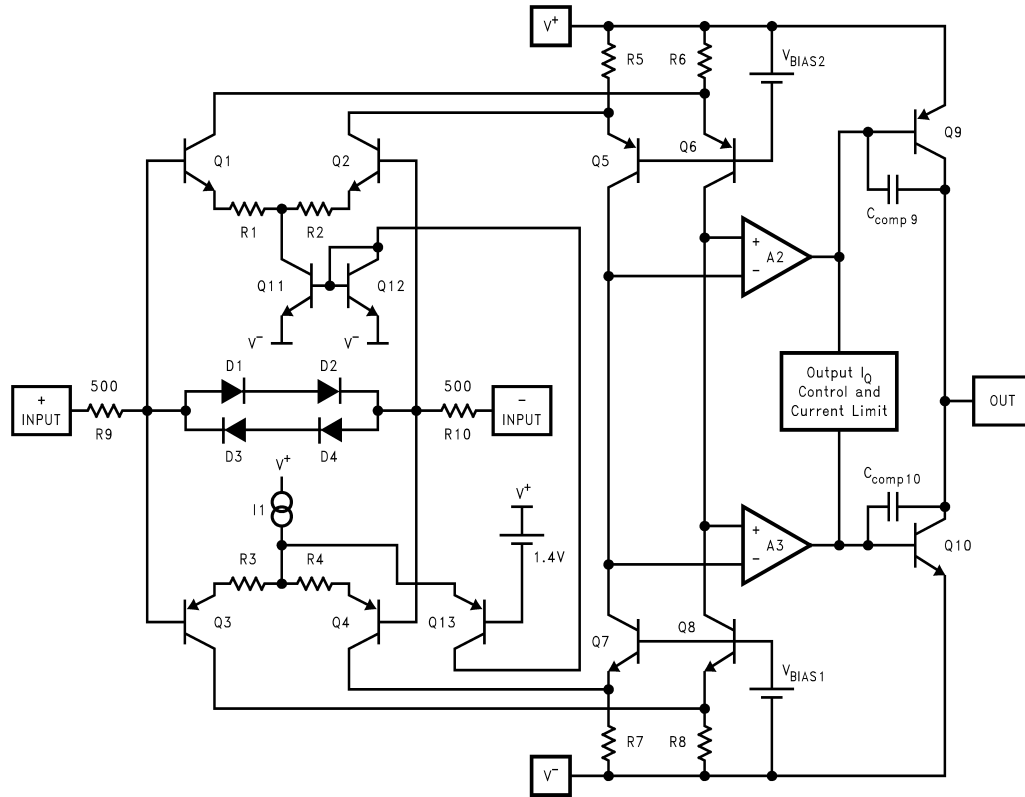 V+
R5
R6
VBIAS2
Q1
Q2
Q5
Q6
Q9
Ccomp 9
R1
R2
+
A2
−
Q11
Q12
V−
V−
D1
D2
+
INPUT
500
R9
500
R10
−
INPUT
Output IQ
Control and
Current Limit
OUT
D3
D4
V+
I1
V+
1.4V
Ccomp10
+
A3
−
Q10
R3
R4
Q3
Q4
Q13
Q7
Q8
VBIAS1
R7
R8
V−